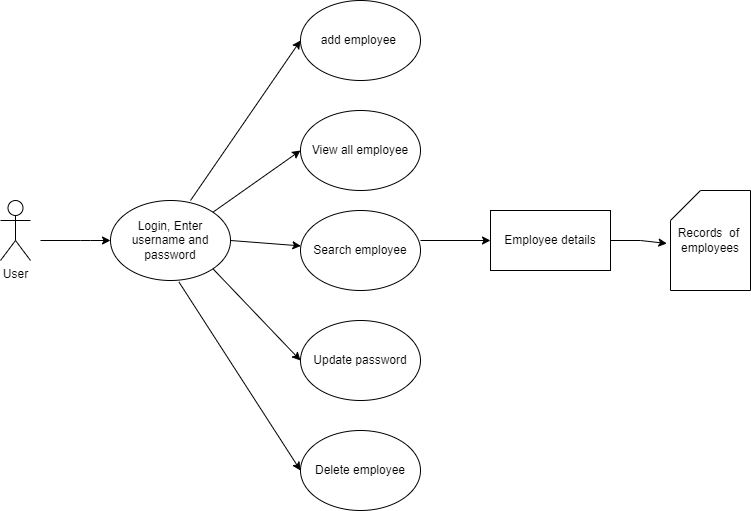 add employee
View all employee
Login, Enter
username and
password
User
Search employee
Employee details
Records of
employees
Update password
Delete employee